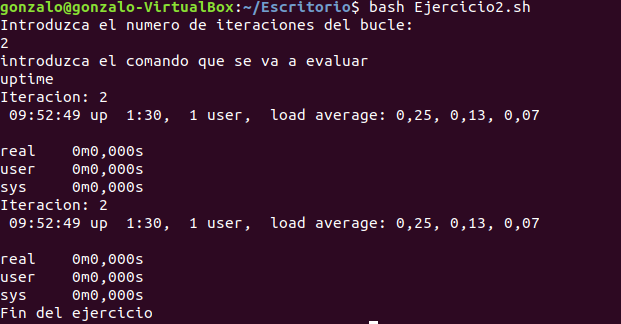 gonzalo@gonzalo-VirtualBox:~/Escritorio$ bash Ejercicio2.sh
Introduzca el numero de iteraciones del bucle:
2
introduzca el comando que se va a evaluar
uptime
Iteracion: 2
 09:52:49 up  1:30,  1 user,  load average: 0,25, 0,13, 0,07

real    0m0,000s
user    0m0,000s
sys     0m0,000s
Iteracion: 2
 09:52:49 up  1:30,  1 user,  load average: 0,25, 0,13, 0,07

real    0m0,000s
user    0m0,000s
sys     0m0,000s
Fin del ejercicio